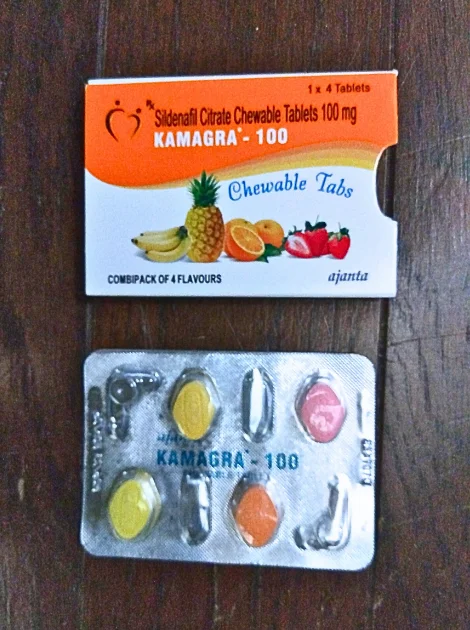 1 x 4 Tablets
Rx Sildenafil Citrate Chewable Tablets 100 mg
KAMAGRA®- 100
Chewable Tabs
COMBIPACK OF 4 FLAVOURS
ajanta
KAMAGRA®- 100